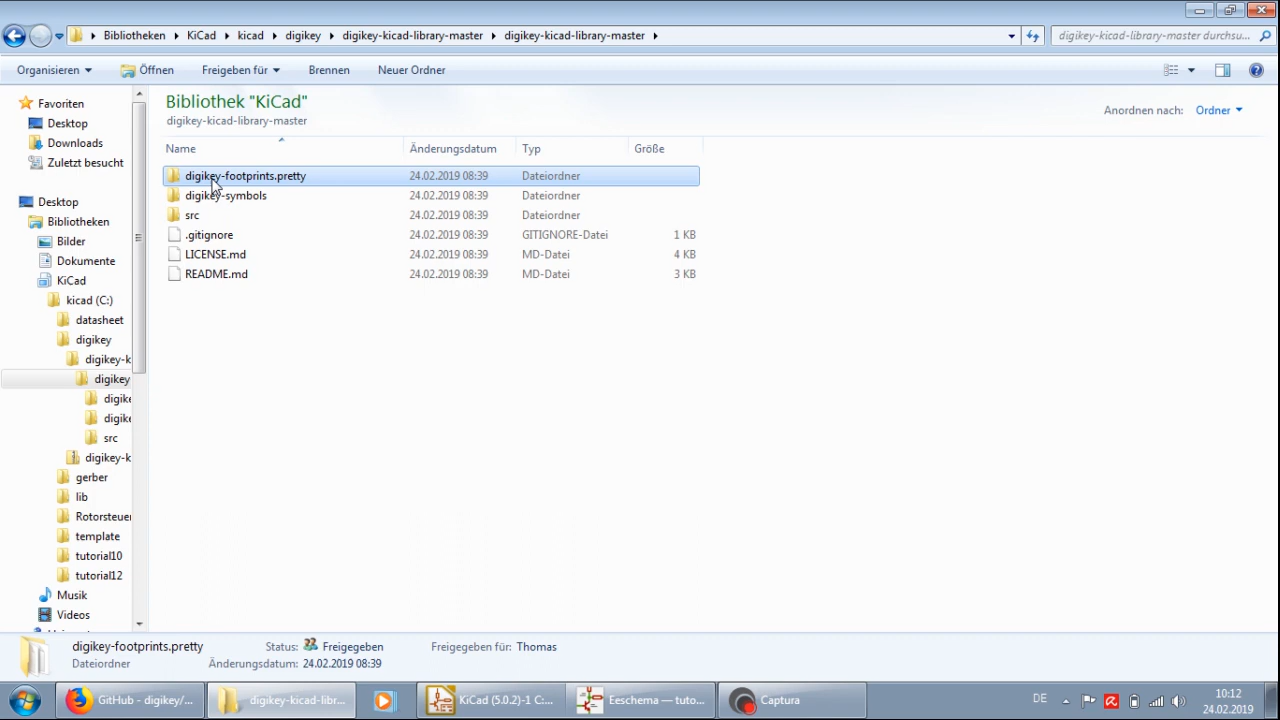 Bibliotheken KiCad kicad digikey digikey-kicad-library-master digikey-kicad-library-master
digikey-kicad-library-master durchsu...
Organisieren Öffnen Freigeben für Brennen Neuer Ordner
Bibliothek "KiCad"
digikey-kicad-library-master
Anordnen nach: Ordner
Name Änderungsdatum Typ Größe
digikey-footprints.pretty 24.02.2019 08:39 Dateiordner
digikey-symbols 24.02.2019 08:39 Dateiordner
src 24.02.2019 08:39 Dateiordner
.gitignore 24.02.2019 08:39 GITIGNORE-Datei 1 KB
LICENSE.md 24.02.2019 08:39 MD-Datei 4 KB
README.md 24.02.2019 08:39 MD-Datei 3 KB
Favoriten
Desktop
Downloads
Zuletzt besucht
Desktop
Bibliotheken
Bilder
Dokumente
KiCad
kicad (C:)
datasheet
digikey
digikey-k
digikey
digike
digike
src
digikey-k
gerber
lib
Rotorsteuer
template
tutorial10
tutorial12
Musik
Videos
digikey-footprints.pretty Status: Freigegeben Freigegeben für: Thomas
Dateiordner Änderungsdatum: 24.02.2019 08:39
GitHub - digikey/... digikey-kicad-libr... KiCad (5.0.2)-1 C:... Eeschema — tuto... Captura DE 10:12
24.02.2019